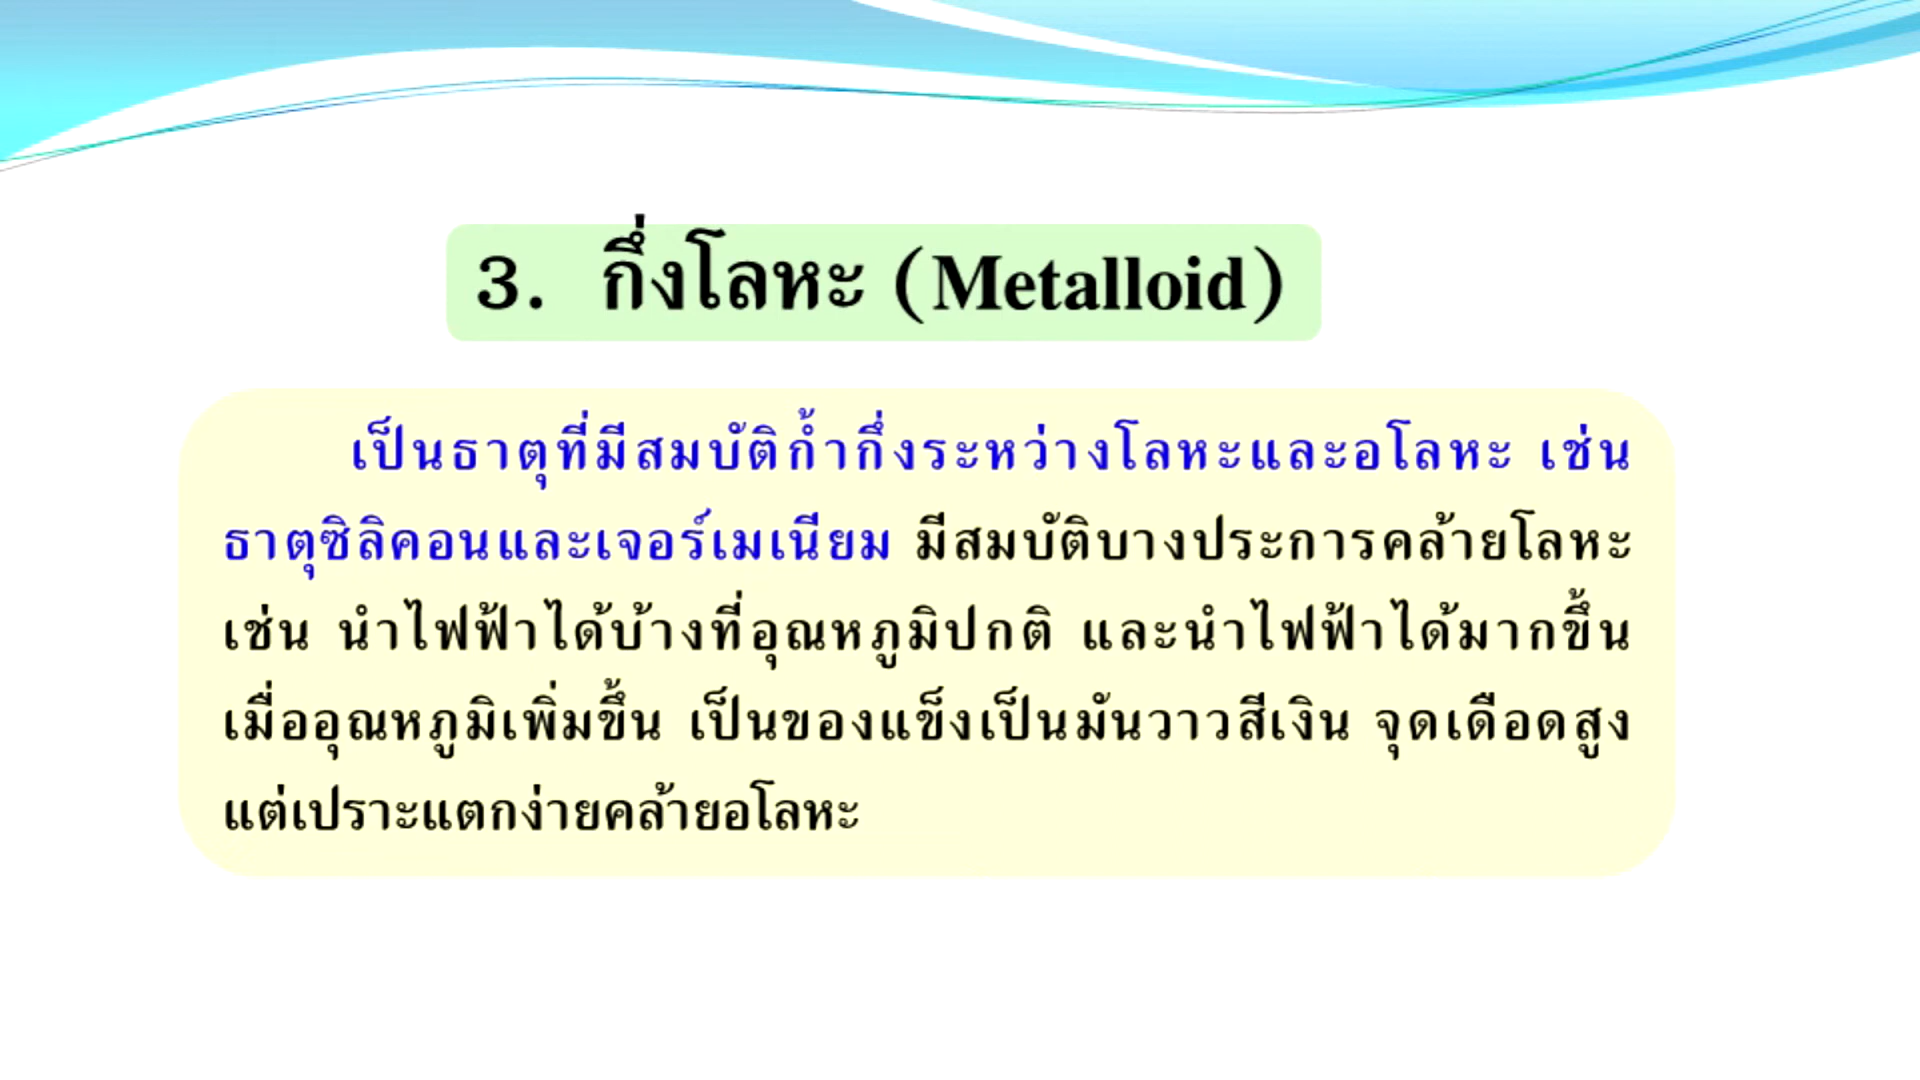 3. กึ่งโลหะ (Metalloid)
เป็นธาตุที่มีสมบัติก้ำกึ่งระหว่างโลหะและอโลหะ เช่น
ธาตุซิลิคอนและเจอร์เมเนียม มีสมบัติบางประการคล้ายโลหะ
เช่น นำไฟฟ้าได้บ้างที่อุณหภูมิปกติ และนำไฟฟ้าได้มากขึ้น
เมื่ออุณหภูมิเพิ่มขึ้น เป็นของแข็งเป็นมันวาวสีเงิน จุดเดือดสูง
แต่เปราะแตกง่ายคล้ายอโลหะ